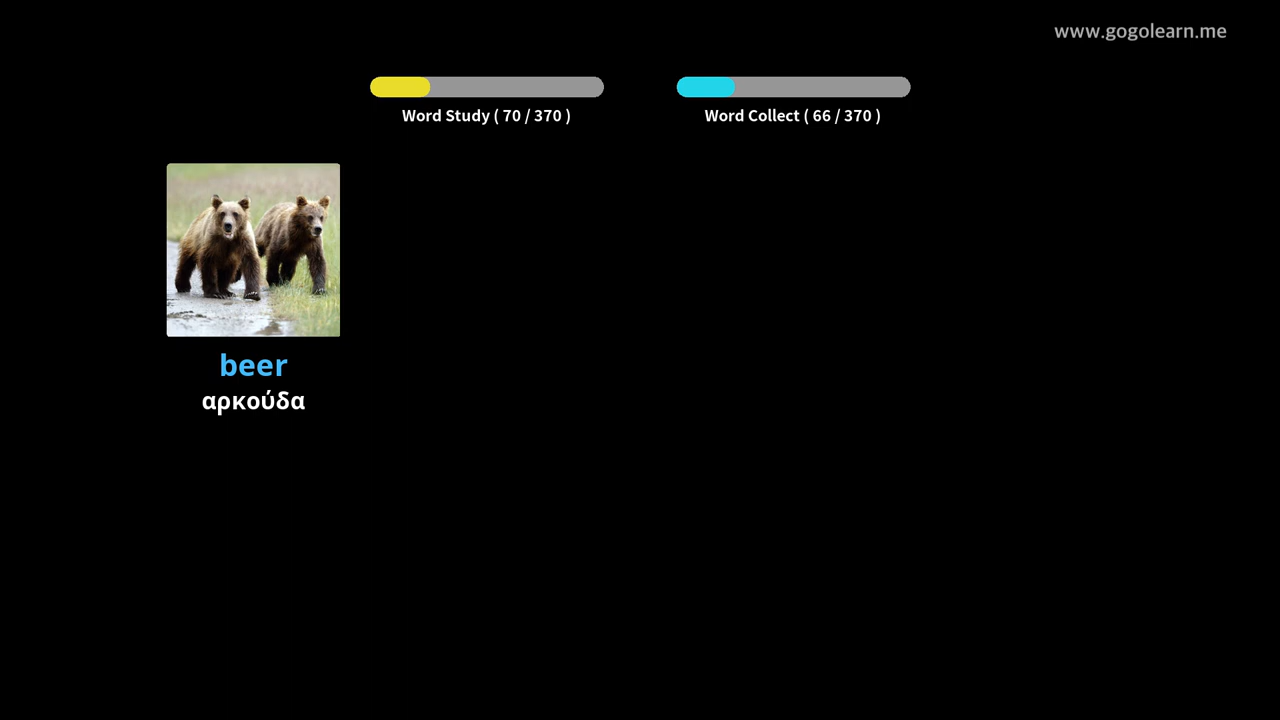 www.gogolearn.me
Word Study ( 70 / 370 )
Word Collect ( 66 / 370 )
beer
αρκούδα